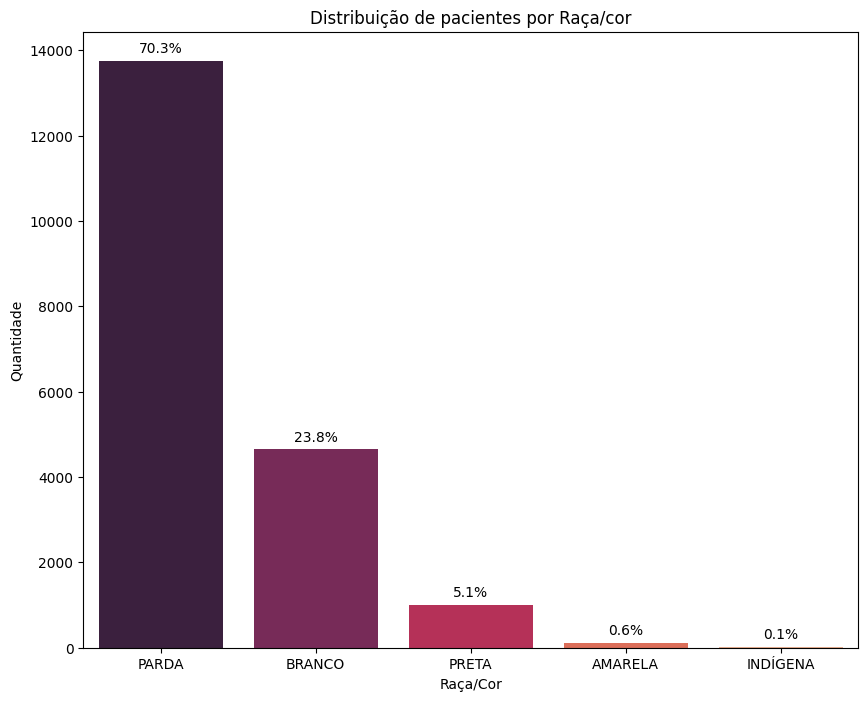 Distribuição de pacientes por Raça/cor
14000
12000
10000
8000
6000
4000
2000
0
Quantidade
70.3%
23.8%
5.1%
0.6%
0.1%
PARDA
BRANCO
PRETA
AMARELA
INDÍGENA
Raça/Cor